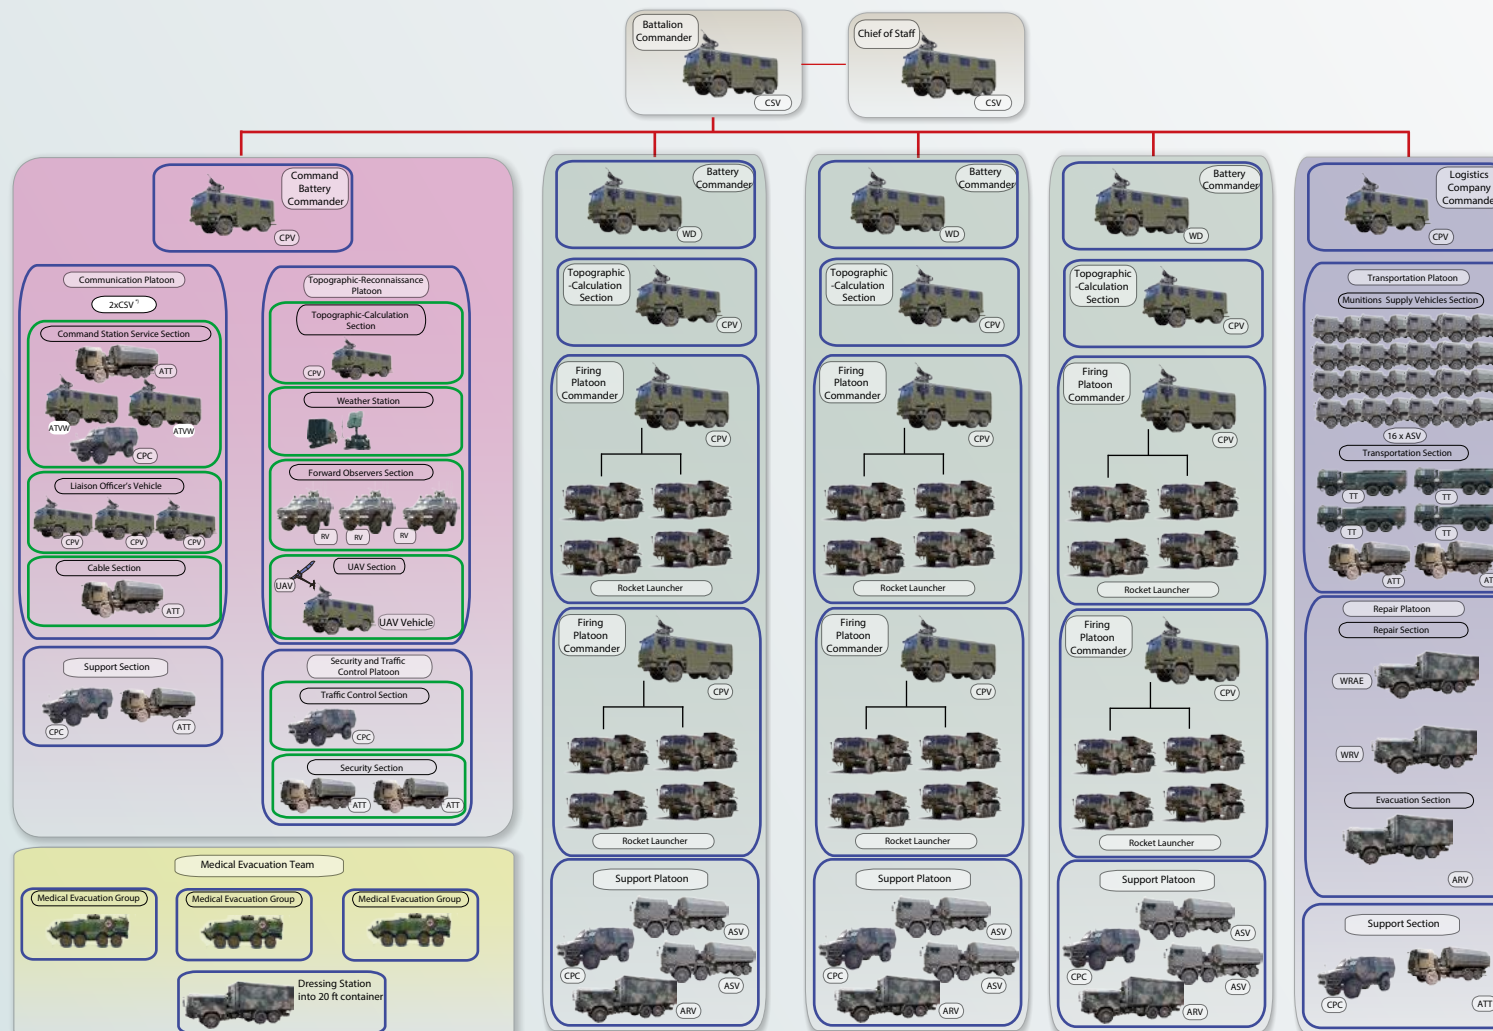 Battalion
Commander
CSV
Chief of Staff
CSV
Command
Battery
Commander
CPV
Communication Platoon
2xCSV *)
Command Station Service Section
ATT
ATVW
ATVW
CPC
Liaison Officer's Vehicle
CPV
CPV
CPV
Cable Section
ATT
Support Section
CPC
ATT
Topographic-Reconnaissance
Platoon
Topographic-Calculation
Section
CPV
Weather Station
Forward Observers Section
RV
RV
RV
UAV Section
UAV
UAV Vehicle
Security and Traffic
Control Platoon
Traffic Control Section
CPC
Security Section
ATT
ATT
Medical Evacuation Team
Medical Evacuation Group
Medical Evacuation Group
Medical Evacuation Group
Dressing Station
into 20 ft container
Battery
Commander
WD
Topographic
-Calculation
Section
CPV
Firing
Platoon
Commander
CPV
Rocket Launcher
Firing
Platoon
Commander
CPV
Rocket Launcher
Support Platoon
ASV
CPC
ASV
ARV
Battery
Commander
WD
Topographic
-Calculation
Section
CPV
Firing
Platoon
Commander
CPV
Rocket Launcher
Firing
Platoon
Commander
CPV
Rocket Launcher
Support Platoon
ASV
CPC
ASV
ARV
Battery
Commander
WD
Topographic
-Calculation
Section
CPV
Firing
Platoon
Commander
CPV
Rocket Launcher
Firing
Platoon
Commander
CPV
Rocket Launcher
Support Platoon
ASV
CPC
ASV
ARV
Logistics
Company
Commande
CPV
Transportation Platoon
Munitions Supply Vehicles Section
16 x ASV
Transportation Section
TT
TT
TT
TT
ATT
AT
Repair Platoon
Repair Section
WRAE
WRV
Evacuation Section
ARV
Support Section
CPC
ATT